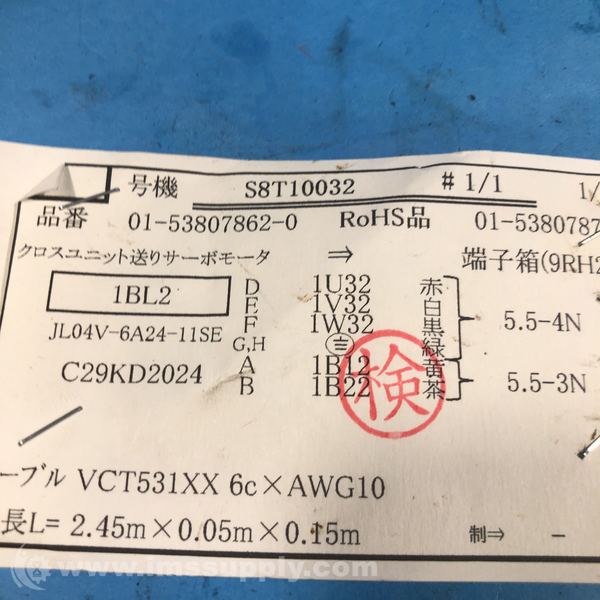 号機 S8T10032 #1/1 1/
品番 01-53807862-0 RoHS品 01-5380787
クロスユニット送りサーボモータ ⇒ 端子箱(9RH2
1BL2
JL04V-6A24-11SE
C29KD2024
D 1U32 赤
E 1V32 白
F 1W32 黒
G,H 緑
5.5-4N
A 1B12 黄
B 1B22 茶
5.5-3N
検
ーブル VCT531XX 6c×AWG10
長L= 2.45m×0.05m×0.15m 制⇒ -
www.imssupply.com